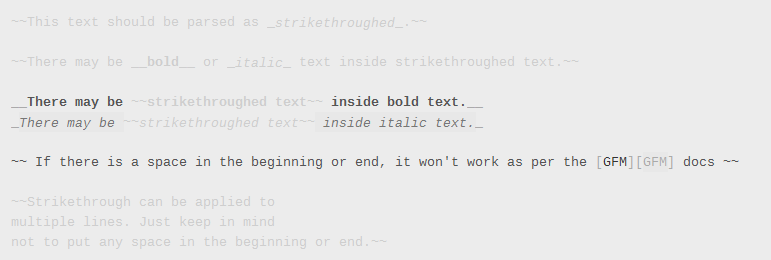 ~~This text should be parsed as _strikethroughed_.~~
~~There may be __bold__ or _italic_ text inside strikethroughed text.~~
__There may be ~~strikethroughed text~~ inside bold text.__
_There may be ~~strikethroughed text~~ inside italic text._
~~ If there is a space in the beginning or end, it won't work as per the [GFM][GFM] docs ~~
~~Strikethrough can be applied to
multiple lines. Just keep in mind
not to put any space in the beginning or end.~~